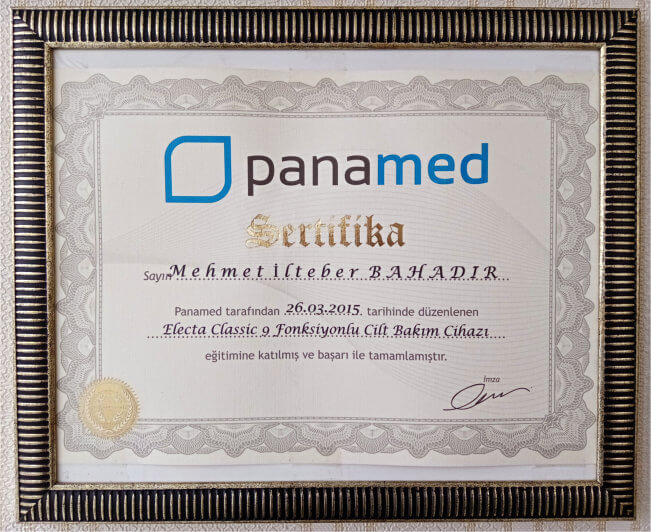 panamed
Sertifika
Sayın Mehmet İlteber BAHADIR
Panamed tarafından 26.03.2015 tarihinde düzenlenen
Electa Classic 9 Fonksiyonlu Cilt Bakım Cihazı
eğitimine katılmış ve başarı ile tamamlamıştır.
İmza